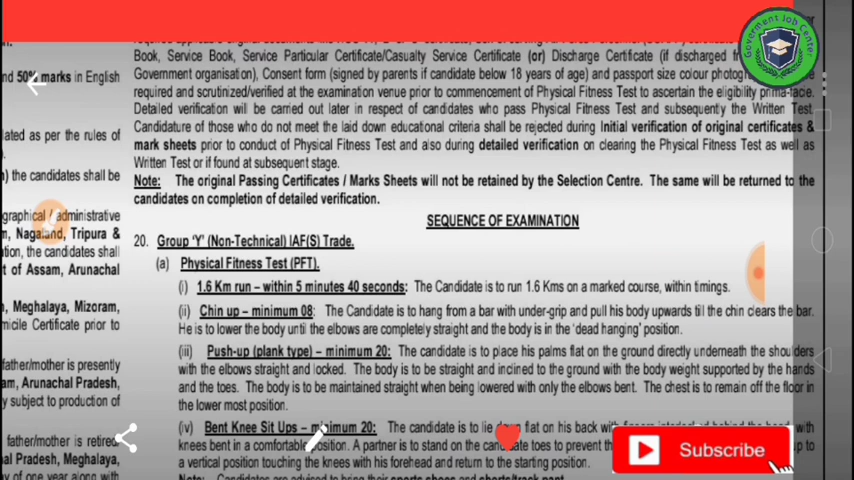 Government Job Center
Book, Service Book, Service Particular Certificate/Casualty Service Certificate (or) Discharge Certificate (if discharged
Government organisation), Consent form (signed by parents if candidate below 18 years of age) and passport size colour
nd 50% marks in English
required and scrutinized/verified at the examination venue prior to commencement of Physical Fitness Test to ascertain the eligibility prima-facie.
Detailed verification will be carried out later in respect of candidates who pass Physical Fitness Test and subsequently the Written Test.
Candidature of those who do not meet the laid down educational criteria shall be rejected during Initial verification of original certificates &
lated as per the rules of
mark sheets prior to conduct of Physical Fitness Test and also during detailed verification on clearing the Physical Fitness Test as well as
Written Test or if found at subsequent stage.
) the candidates shall be
Note: The original Passing Certificates / Marks Sheets will not be retained by the Selection Centre. The same will be returned to the
candidates on completion of detailed verification.
ographical / administrative
SEQUENCE OF EXAMINATION
m, Nagaland, Tripura &
20. Group 'Y' (Non-Technical) IAF(S) Trade.
ation, the candidates shall
(a) Physical Fitness Test (PFT).
t of Assam, Arunachal
(i) 1.6 Km run – within 5 minutes 40 seconds: The Candidate is to run 1.6 Kms on a marked course, within timings.
, Meghalaya, Mizoram,
(ii) Chin up – minimum 08: The Candidate is to hang from a bar with under-grip and pull his body upwards till the chin clears the bar.
micile Certificate prior to
He is to lower the body until the elbows are completely straight and the body is in the 'dead hanging' position.
(iii) Push-up (plank type) – minimum 20: The candidate is to place his palms flat on the ground directly underneath the shoulders
father/mother is presently
with the elbows straight and locked. The body is to be straight and inclined to the ground with the body weight supported by the hands
am, Arunachal Pradesh,
and the toes. The body is to be maintained straight when being lowered with only the elbows bent. The chest is to remain off the floor in
y subject to production of
the lower most position.
(iv) Bent Knee Sit Ups – minimum 20: The candidate is to lie down flat on his back with
father/mother is retired
knees bent in a comfortable position. A partner is to stand on the candidate toes to prevent
al Pradesh, Meghalaya,
a vertical position touching the knees with his forehead and return to the starting position.
Subscribe
of one year along with